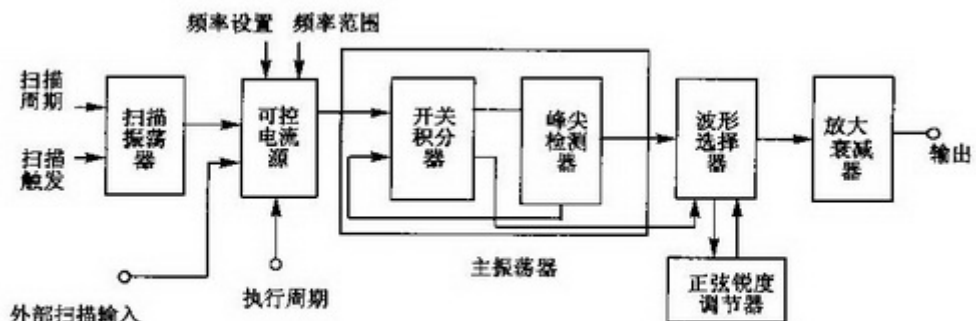 频率设置 频率范围
扫描
周期
扫描
触发
扫描
振荡
器
可控
电流
源
开关
积分
器
峰尖
检测
器
波形
选择
器
放大
衰减
器
输出
主振荡器
正弦锐度
调节器
执行周期
外部扫描输入